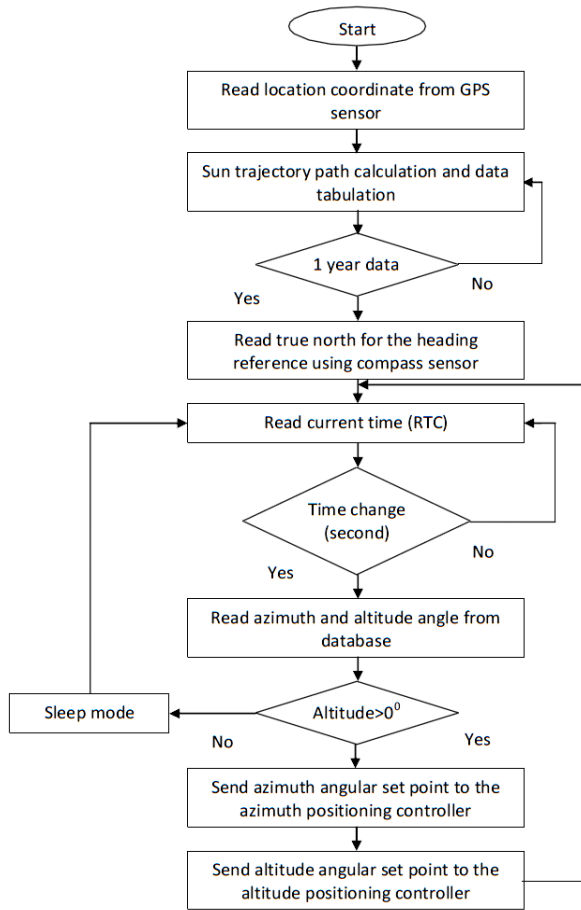 Start
Read location coordinate from GPS
sensor
Sun trajectory path calculation and data
tabulation
1 year data
No
Yes
Read true north for the heading
reference using compass sensor
Read current time (RTC)
Time change
(second)
No
Yes
Read azimuth and altitude angle from
database
Sleep mode
Altitude>0⁰
No
Yes
Send azimuth angular set point to the
azimuth positioning controller
Send altitude angular set point to the
altitude positioning controller